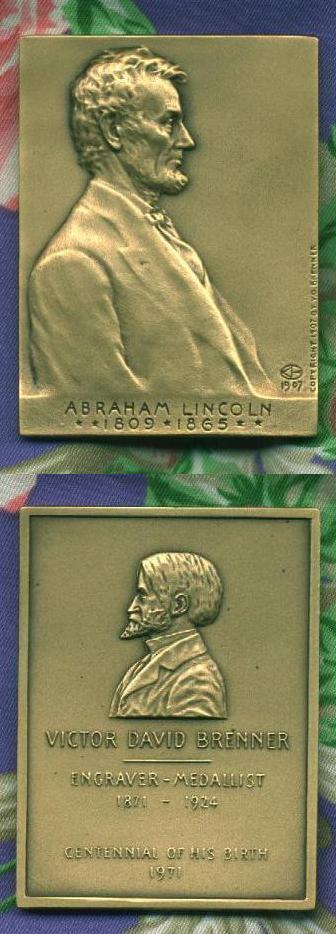 COPYRIGHT 1907 BY V.D. BRENNER
1907
ABRAHAM LINCOLN
★ ★ 1809 ★ 1865 ★ ★
VICTOR DAVID BRENNER
ENGRAVER - MEDALLIST
1871 - 1924
CENTENNIAL OF HIS BIRTH
1971